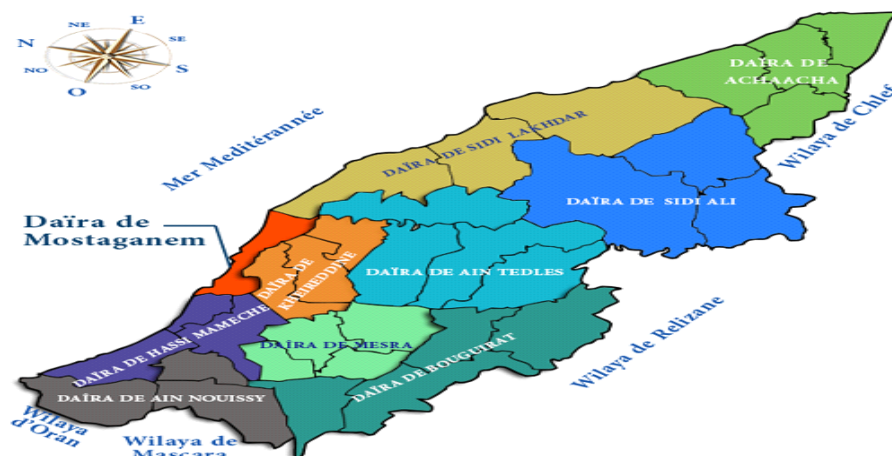 E
NE
N
SE
S
NO
SO
O
Mer Meditérannée
DAÏRA DE
ACHAACHA
Wilaya de Chlef
DAÏRA DE SIDI LAKHDAR
DAÏRA DE SIDI ALI
Daïra de
Mostaganem
DAÏRA DE
KHEIREDDINE
DAÏRA DE AIN TEDLES
DAÏRA DE HASSI MAMECHE
DAÏRA DE MESRA
DAÏRA DE BOUGUIRAT
Wilaya de Relizane
DAÏRA DE AIN NOUISSY
Wilaya
d'Oran
Wilaya de
Mascara